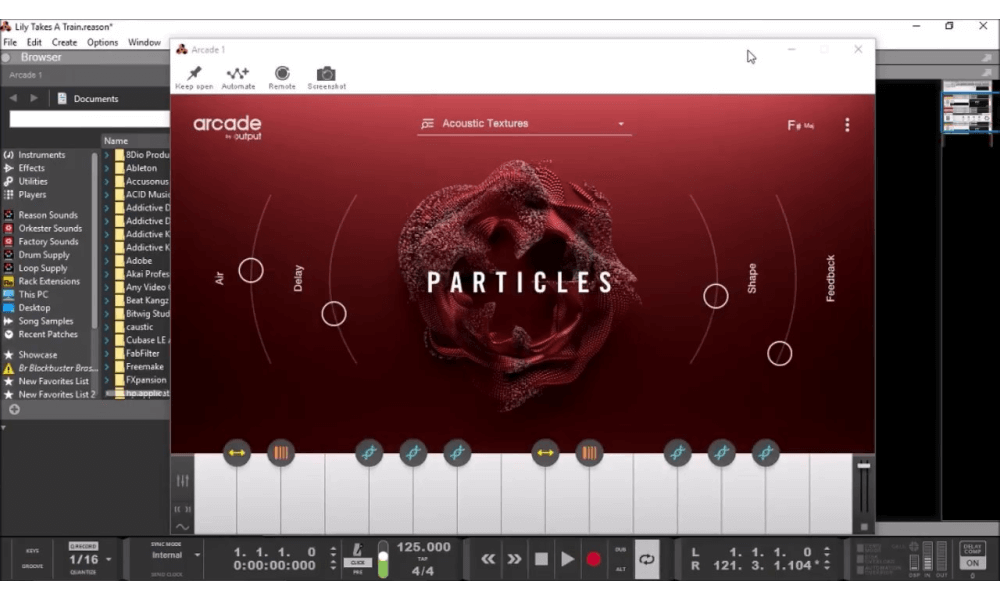 Lily Takes A Train.reason*
File Edit Create Options Window
Browser
Arcade 1
Documents
Name
Instruments
Effects
Utilities
Players
Reason Sounds
Orkester Sounds
Factory Sounds
Drum Supply
Loop Supply
Rack Extensions
This PC
Desktop
Song Samples
Recent Patches
Showcase
Br Blockbuster Bras...
New Favorites List
New Favorites List 2
8Dio Produ
Ableton
Accusonus
ACID Music
Addictive D
Addictive D
Addictive K
Addictive K
Adobe
Akai Profes
Any Video
Beat Kangz
Bitwig Stud
caustic
Cubase LE
FabFilter
Freemake
FXpansion
hp.applicat
Arcade 1
Keep open Automate Remote Screenshot
arcade
by output
Acoustic Textures
F# Maj
Air
Delay
PARTICLES
Shape
Feedback
KEYS
GROOVE
Q RECORD
1/16
QUANTIZE
SYNC MODE
Internal
SEND CLOCK
1. 1. 1. 0
0:00:00:000
CLICK
PRE
125.000
TAP
4/4
DUB
ALT
L 1. 1. 1. 0
R 121. 3. 1.104*
DSP IN OUT
DELAY
COMP
ON
0